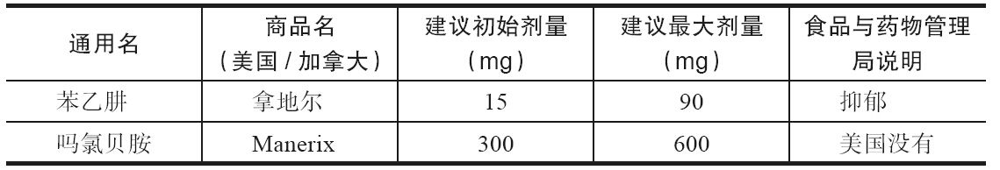 通用名 商品名（美国/加拿大） 建议初始剂量（mg） 建议最大剂量（mg） 食品与药物管理局说明
苯乙肼 拿地尔 15 90 抑郁
吗氯贝胺 Manerix 300 600 美国没有